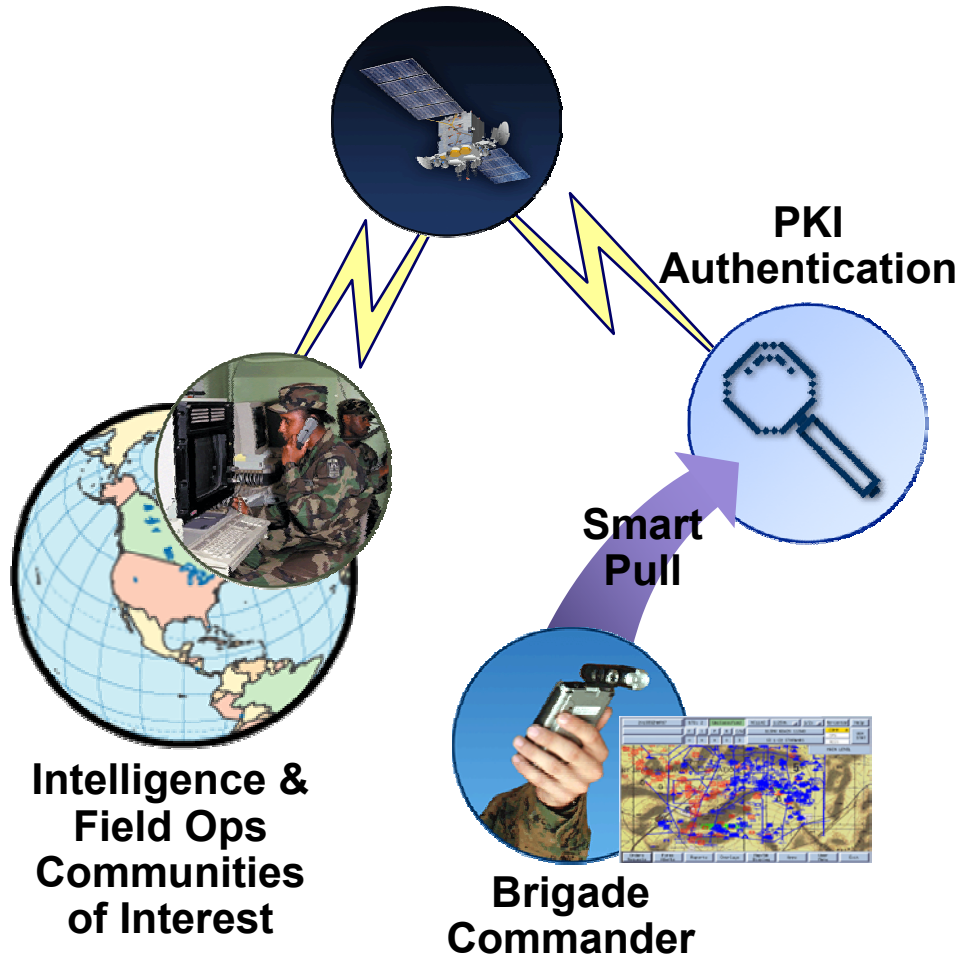 PKI
Authentication
Smart
Pull
Intelligence &
Field Ops
Communities
of Interest
Brigade
Commander